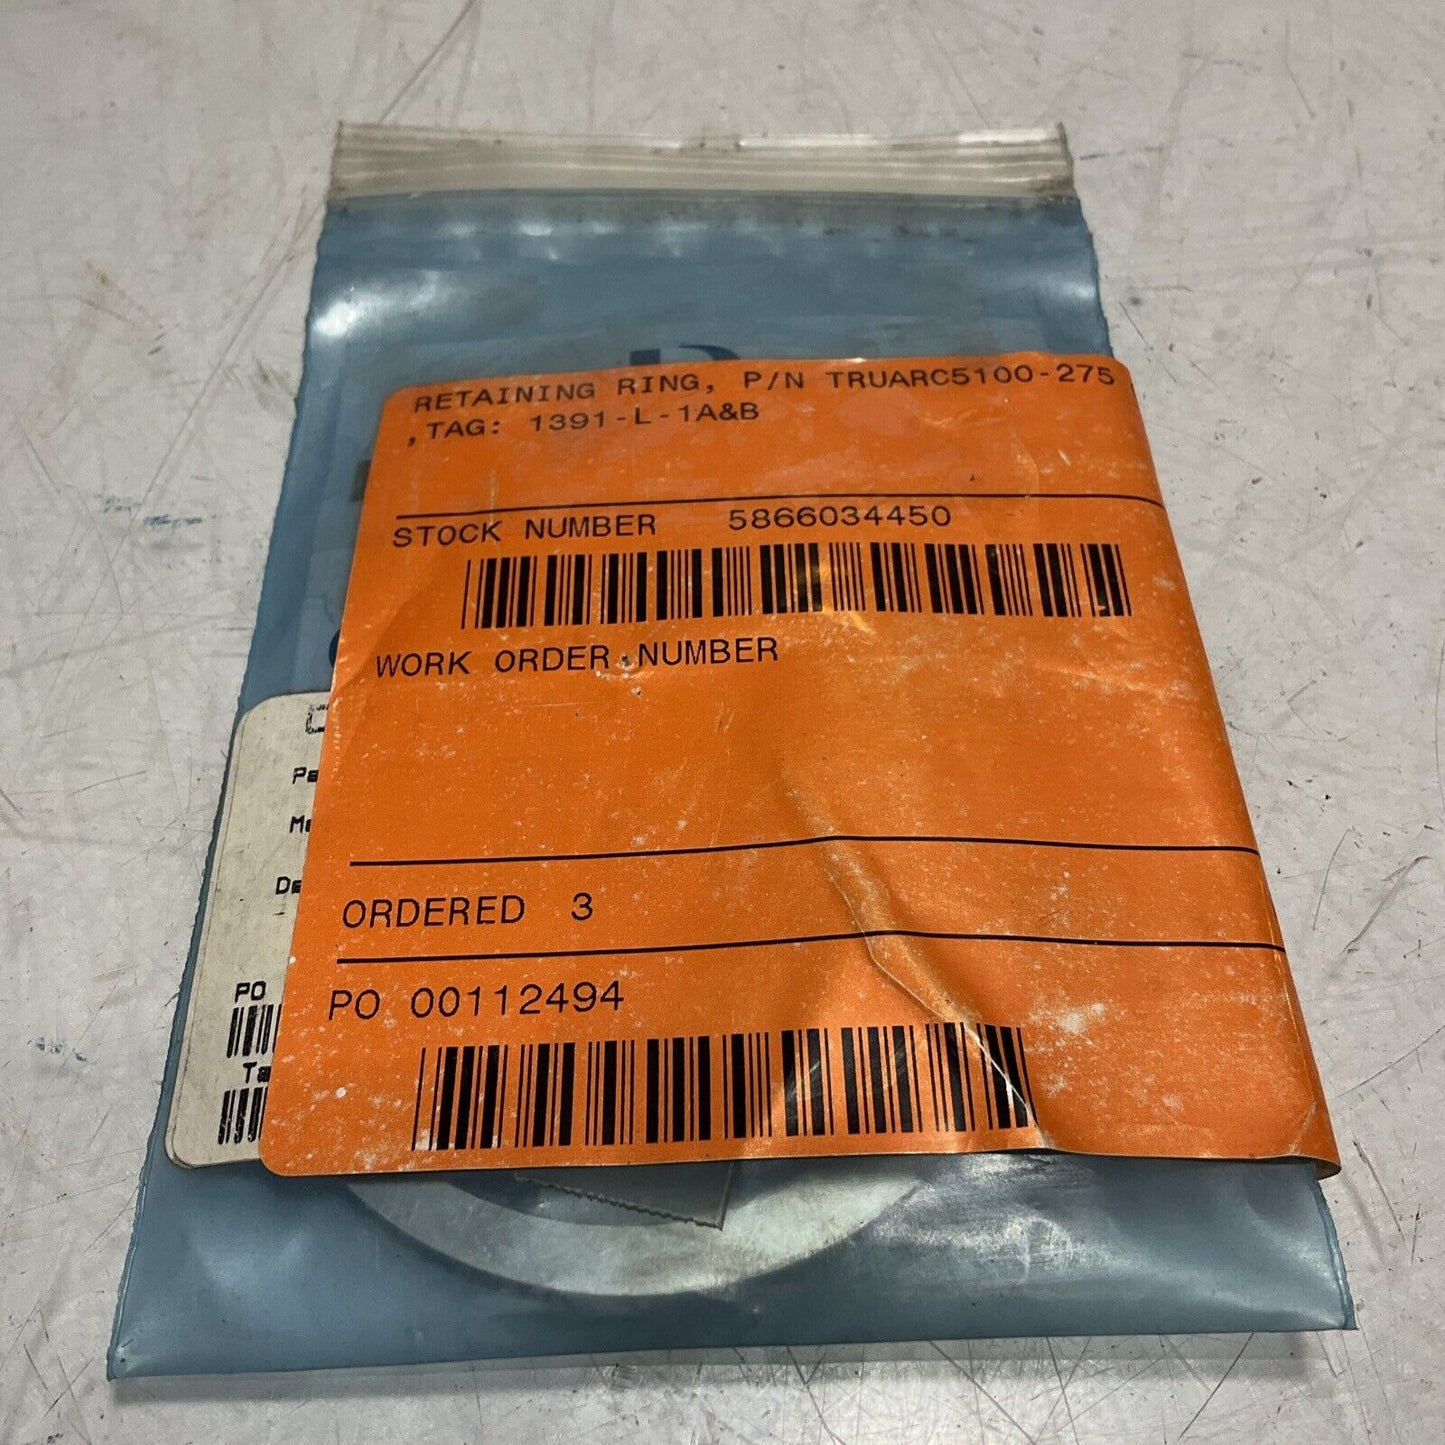 RETAINING RING, P/N TRUARC5100-275
,TAG: 1391-L-1A&B
STOCK NUMBER 5866034450
WORK ORDER NUMBER
ORDERED 3
PO 00112494
PO